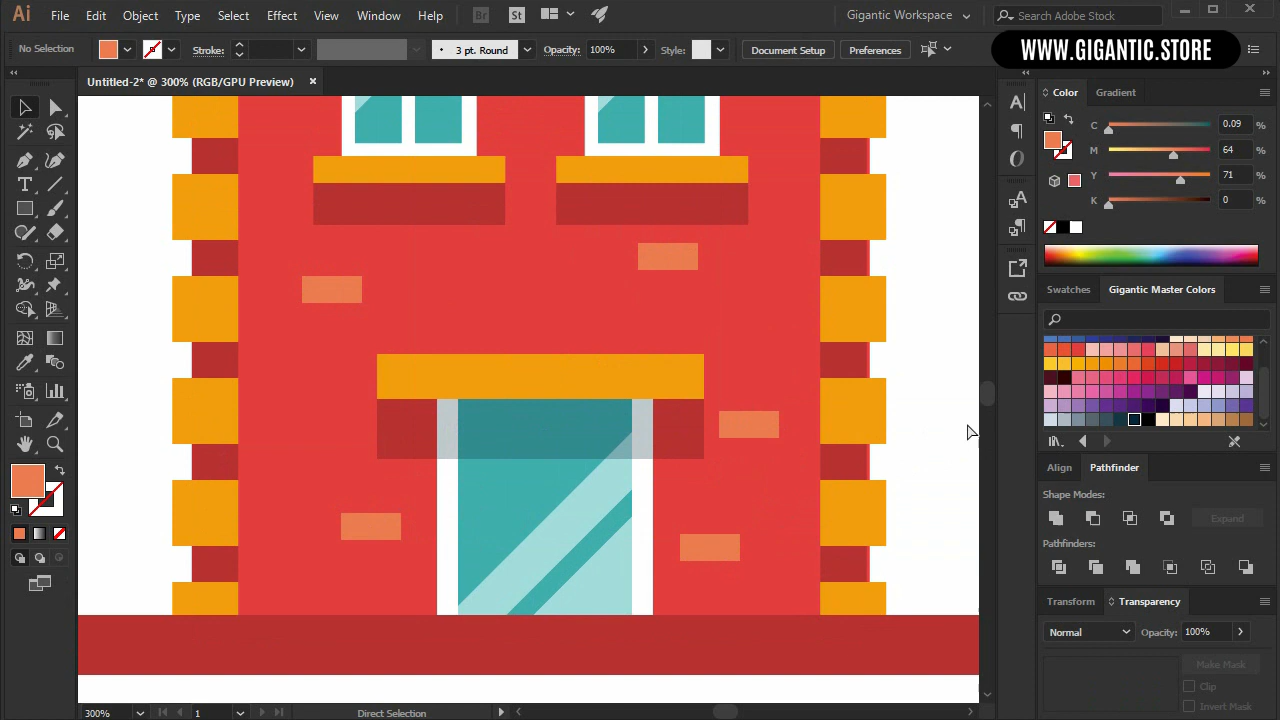 Ai File Edit Object Type Select Effect View Window Help Br St Gigantic Workspace Search Adobe Stock
No Selection Stroke: 3 pt. Round Opacity: 100% Style: Document Setup Preferences
WWW.GIGANTIC.STORE
Untitled-2* @ 300% (RGB/GPU Preview)
Color Gradient
C 0.09 %
M 64 %
Y 71 %
K 0 %
Swatches Gigantic Master Colors
Align Pathfinder
Shape Modes:
Expand
Pathfinders:
Transform Transparency
Normal Opacity: 100%
Make Mask
Clip
Invert Mask
300% 1 Direct Selection